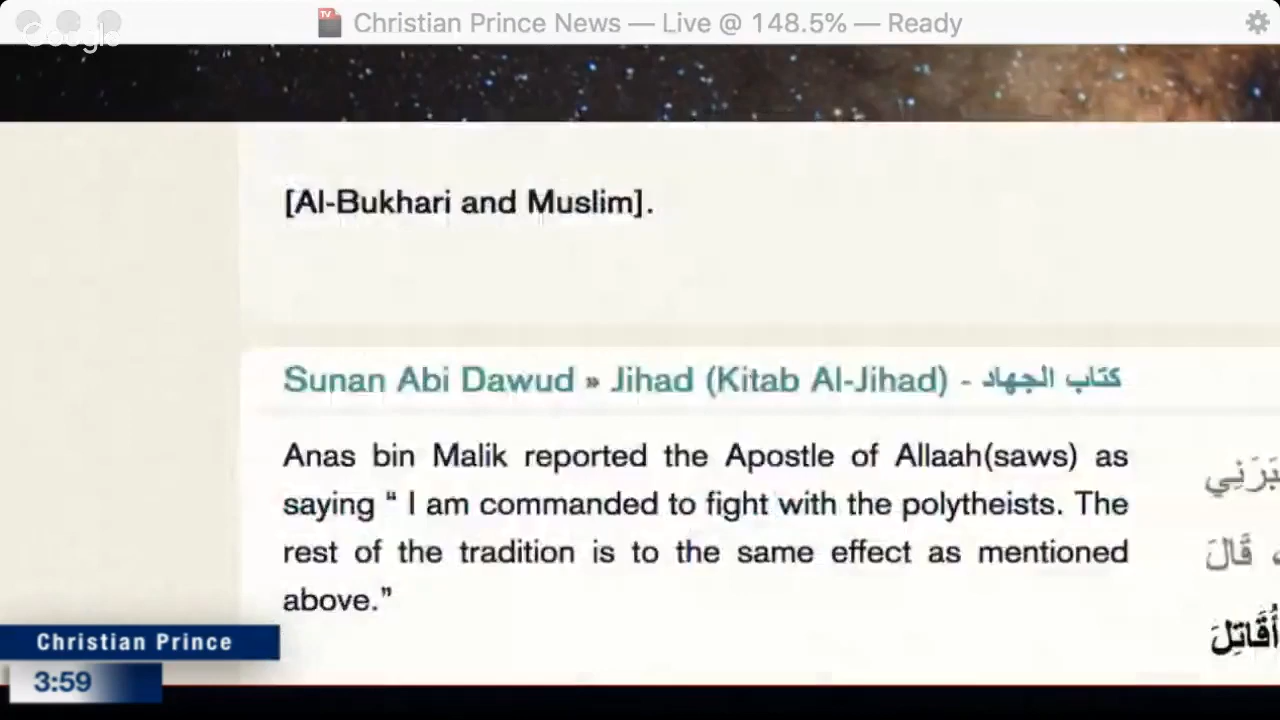 Google
Christian Prince News — Live @ 148.5% — Ready
[Al-Bukhari and Muslim].
Sunan Abi Dawud » Jihad (Kitab Al-Jihad) - كتاب الجهاد
Anas bin Malik reported the Apostle of Allaah(saws) as
saying “ I am commanded to fight with the polytheists. The
rest of the tradition is to the same effect as mentioned
above.”
قَالَ
أُقَاتِلَ
Christian Prince
3:59